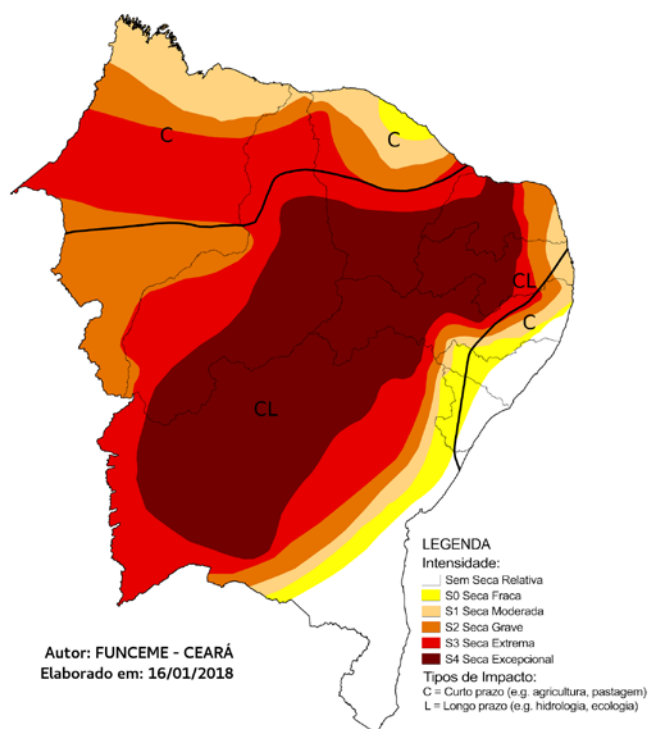 C
C
CL
C
CL
LEGENDA
Intensidade:
Sem Seca Relativa
S0 Seca Fraca
S1 Seca Moderada
S2 Seca Grave
S3 Seca Extrema
S4 Seca Excepcional
Tipos de Impacto:
C = Curto prazo (e.g. agricultura, pastagem)
L = Longo prazo (e.g. hidrologia, ecologia)
Autor: FUNCEME - CEARÁ
Elaborado em: 16/01/2018